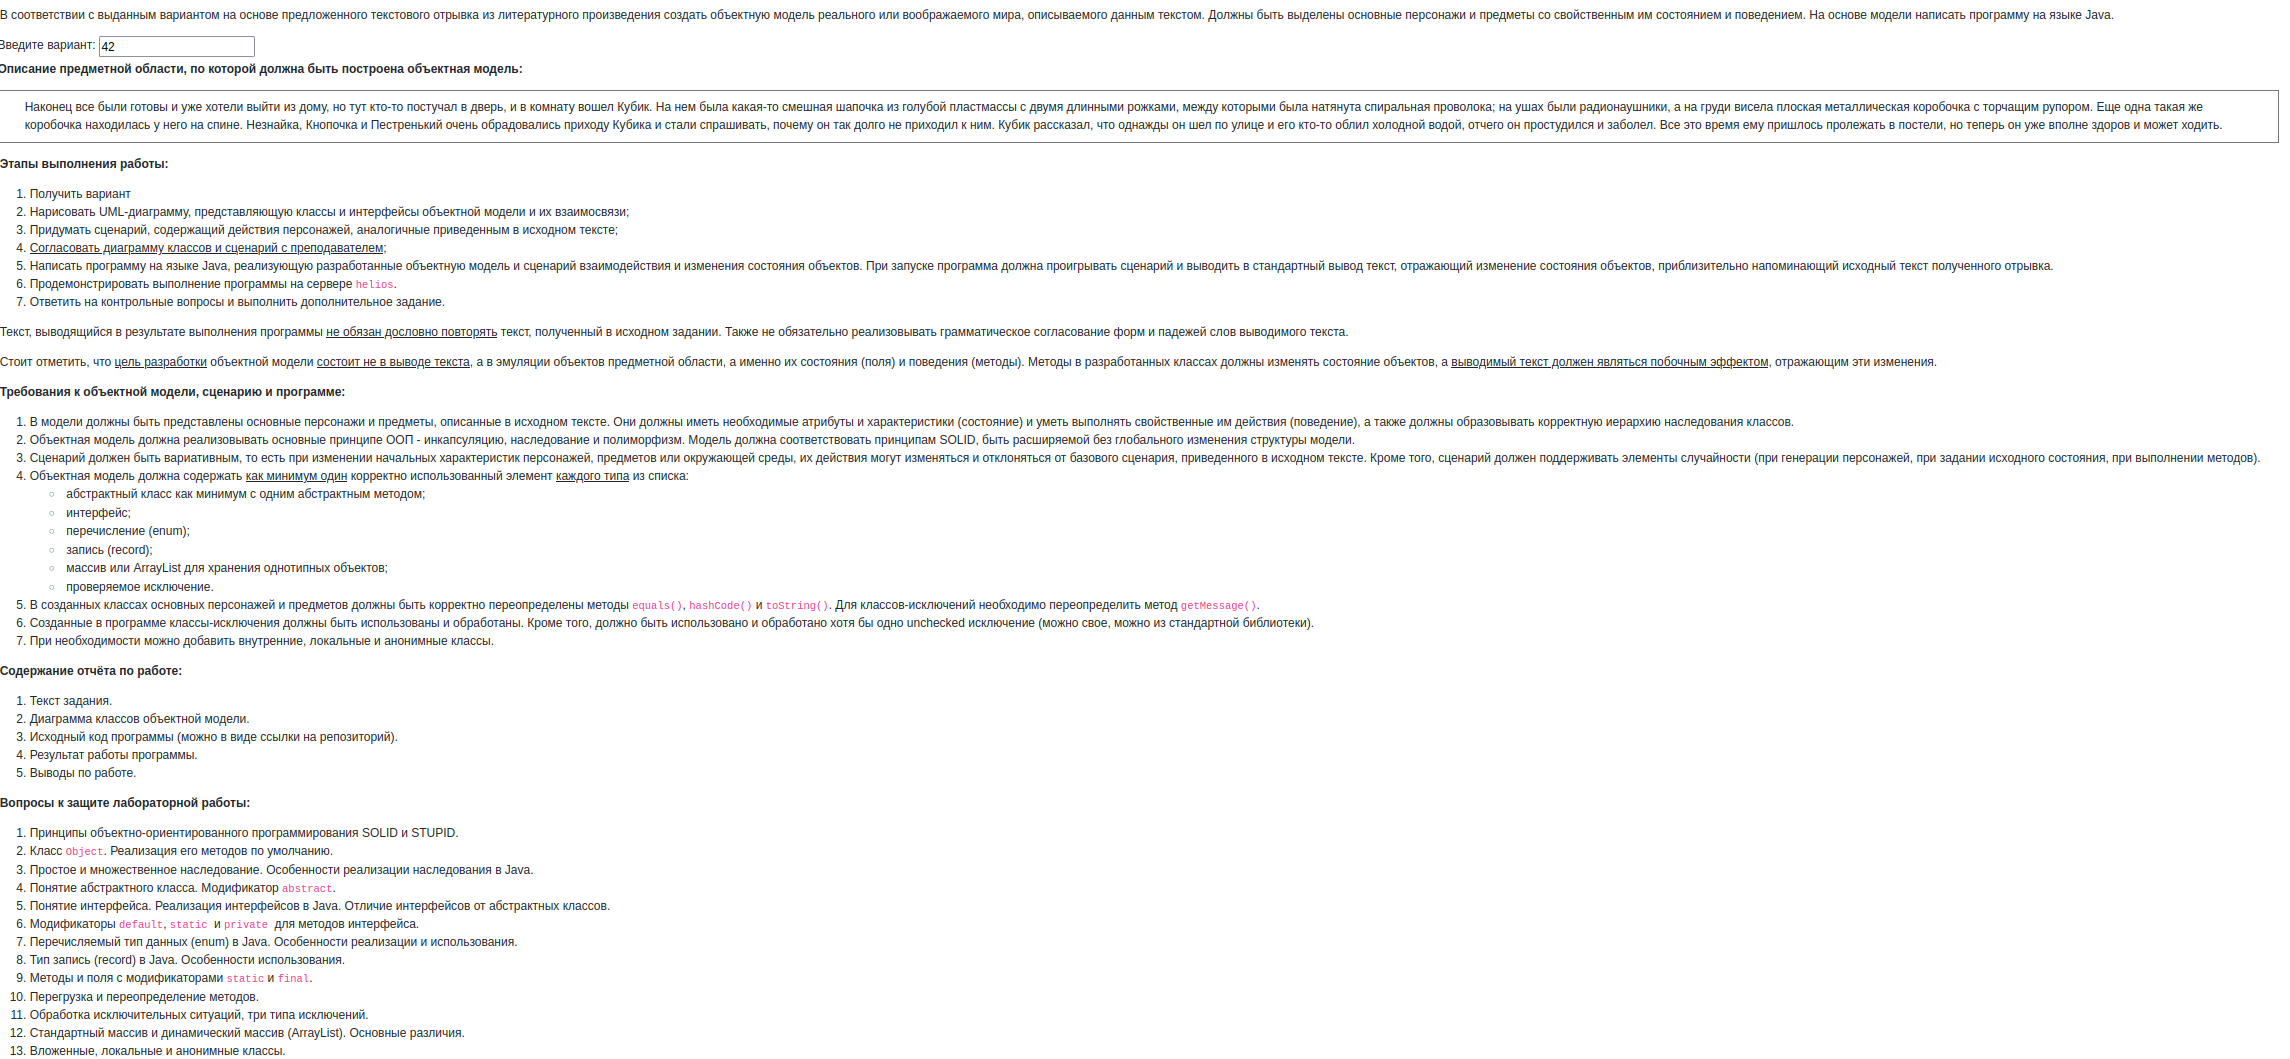 В соответствии с выданным вариантом на основе предложенного текстового отрывка из литературного произведения создать объектную модель реального или воображаемого мира, описываемого данным текстом. Должны быть выделены основные персонажи и предметы со свойственным им состоянием и поведением. На основе модели написать программу на языке Java.
Введите вариант: 42
Описание предметной области, по которой должна быть построена объектная модель:
Наконец все были готовы и уже хотели выйти из дому, но тут кто-то постучал в дверь, и в комнату вошел Кубик. На нем была какая-то смешная шапочка из голубой пластмассы с двумя длинными рожками, между которыми была натянута спиральная проволока; на ушах были радионаушники, а на груди висела плоская металлическая коробочка с торчащим рупором. Еще одна такая же
коробочка находилась у него на спине. Незнайка, Кнопочка и Пестренький очень обрадовались приходу Кубика и стали спрашивать, почему он так долго не приходил к ним. Кубик рассказал, что однажды он шел по улице и его кто-то облил холодной водой, отчего он простудился и заболел. Все это время ему пришлось пролежать в постели, но теперь он уже вполне здоров и может ходить.
Этапы выполнения работы:
1. Получить вариант
2. Нарисовать UML-диаграмму, представляющую классы и интерфейсы объектной модели и их взаимосвязи;
3. Придумать сценарий, содержащий действия персонажей, аналогичные приведенным в исходном тексте;
4. Согласовать диаграмму классов и сценарий с преподавателем;
5. Написать программу на языке Java, реализующую разработанные объектную модель и сценарий взаимодействия и изменения состояния объектов. При запуске программа должна проигрывать сценарий и выводить в стандартный вывод текст, отражающий изменение состояния объектов, приблизительно напоминающий исходный текст полученного отрывка.
6. Продемонстрировать выполнение программы на сервере helios.
7. Ответить на контрольные вопросы и выполнить дополнительное задание.
Текст, выводящийся в результате выполнения программы не обязан дословно повторять текст, полученный в исходном задании. Также не обязательно реализовывать грамматическое согласование форм и падежей слов выводимого текста.
Стоит отметить, что цель разработки объектной модели состоит не в выводе текста, а в эмуляции объектов предметной области, а именно их состояния (поля) и поведения (методы). Методы в разработанных классах должны изменять состояние объектов, а выводимый текст должен являться побочным эффектом, отражающим эти изменения.
Требования к объектной модели, сценарию и программе:
1. В модели должны быть представлены основные персонажи и предметы, описанные в исходном тексте. Они должны иметь необходимые атрибуты и характеристики (состояние) и уметь выполнять свойственные им действия (поведение), а также должны образовывать корректную иерархию наследования классов.
2. Объектная модель должна реализовывать основные принципе ООП - инкапсуляцию, наследование и полиморфизм. Модель должна соответствовать принципам SOLID, быть расширяемой без глобального изменения структуры модели.
3. Сценарий должен быть вариативным, то есть при изменении начальных характеристик персонажей, предметов или окружающей среды, их действия могут изменяться и отклоняться от базового сценария, приведенного в исходном тексте. Кроме того, сценарий должен поддерживать элементы случайности (при генерации персонажей, при задании исходного состояния, при выполнении методов).
4. Объектная модель должна содержать как минимум один корректно использованный элемент каждого типа из списка:
○ абстрактный класс как минимум с одним абстрактным методом;
○ интерфейс;
○ перечисление (enum);
○ запись (record);
○ массив или ArrayList для хранения однотипных объектов;
○ проверяемое исключение.
5. В созданных классах основных персонажей и предметов должны быть корректно переопределены методы equals(), hashCode() и toString(). Для классов-исключений необходимо переопределить метод getMessage().
6. Созданные в программе классы-исключения должны быть использованы и обработаны. Кроме того, должно быть использовано и обработано хотя бы одно unchecked исключение (можно свое, можно из стандартной библиотеки).
7. При необходимости можно добавить внутренние, локальные и анонимные классы.
Содержание отчёта по работе:
1. Текст задания.
2. Диаграмма классов объектной модели.
3. Исходный код программы (можно в виде ссылки на репозиторий).
4. Результат работы программы.
5. Выводы по работе.
Вопросы к защите лабораторной работы:
1. Принципы объектно-ориентированного программирования SOLID и STUPID.
2. Класс Object. Реализация его методов по умолчанию.
3. Простое и множественное наследование. Особенности реализации наследования в Java.
4. Понятие абстрактного класса. Модификатор abstract.
5. Понятие интерфейса. Реализация интерфейсов в Java. Отличие интерфейсов от абстрактных классов.
6. Модификаторы default, static и private для методов интерфейса.
7. Перечисляемый тип данных (enum) в Java. Особенности реализации и использования.
8. Тип запись (record) в Java. Особенности использования.
9. Методы и поля с модификаторами static и final.
10. Перегрузка и переопределение методов.
11. Обработка исключительных ситуаций, три типа исключений.
12. Стандартный массив и динамический массив (ArrayList). Основные различия.
13. Вложенные, локальные и анонимные классы.